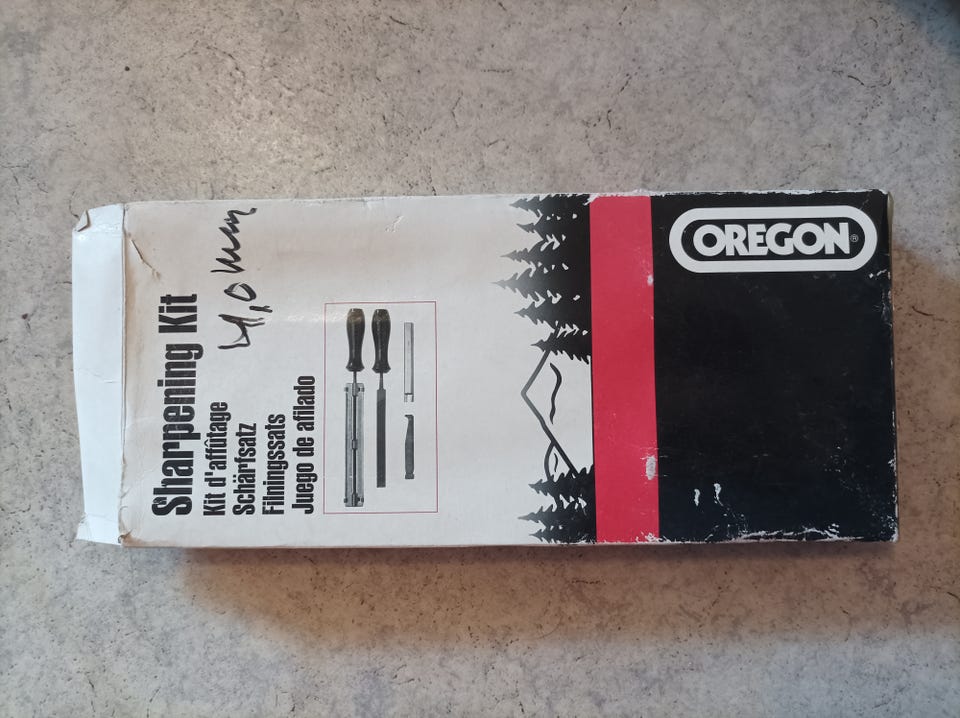 Sharpening Kit
Kit d'affûtage
Schärfsatz
Filningssats
Juego de afilado
4,0 mm
OREGON®